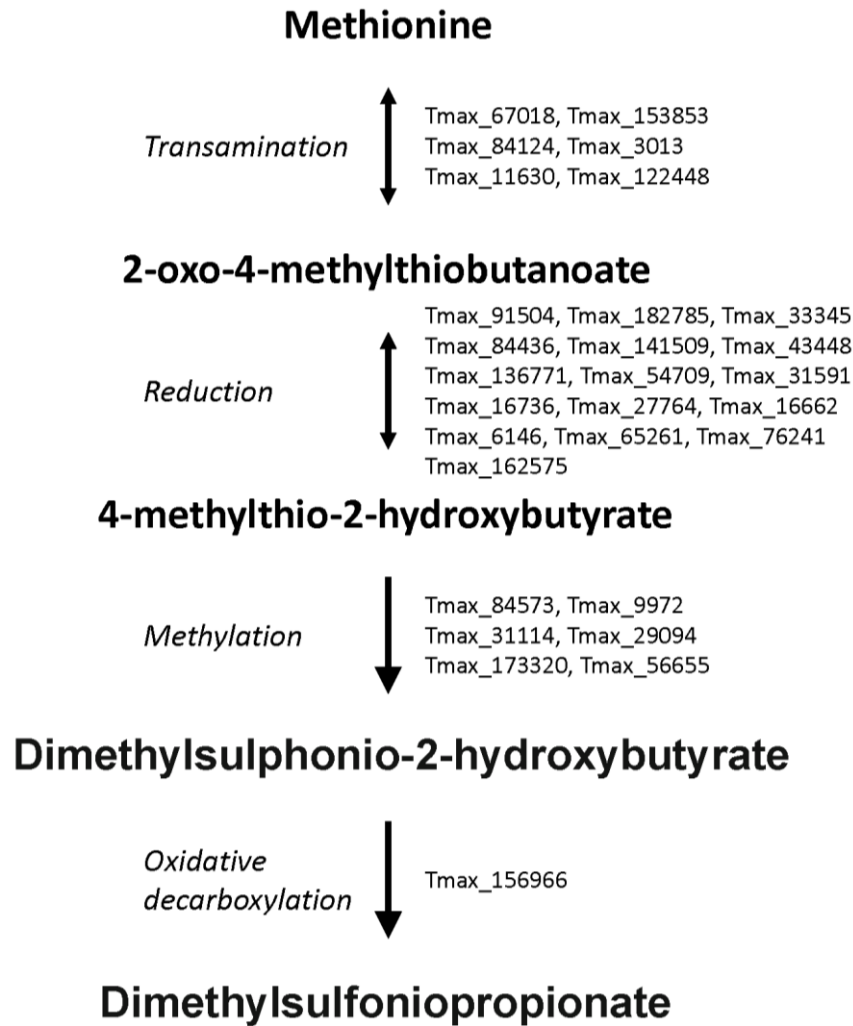 Methionine
Transamination
Tmax_67018, Tmax_153853
Tmax_84124, Tmax_3013
Tmax_11630, Tmax_122448
2-oxo-4-methylthiobutanoate
Reduction
Tmax_91504, Tmax_182785, Tmax_33345
Tmax_84436, Tmax_141509, Tmax_43448
Tmax_136771, Tmax_54709, Tmax_31591
Tmax_16736, Tmax_27764, Tmax_16662
Tmax_6146, Tmax_65261, Tmax_76241
Tmax_162575
4-methylthio-2-hydroxybutyrate
Methylation
Tmax_84573, Tmax_9972
Tmax_31114, Tmax_29094
Tmax_173320, Tmax_56655
Dimethylsulphonio-2-hydroxybutyrate
Oxidative
decarboxylation
Tmax_156966
Dimethylsulfoniopropionate